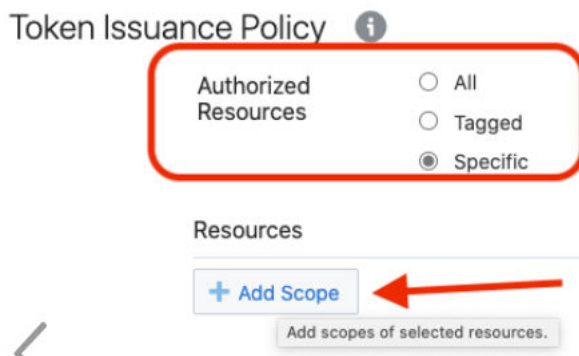 Token Issuance Policy
Authorized
Resources
All
Tagged
Specific
Resources
+ Add Scope
Add scopes of selected resources.